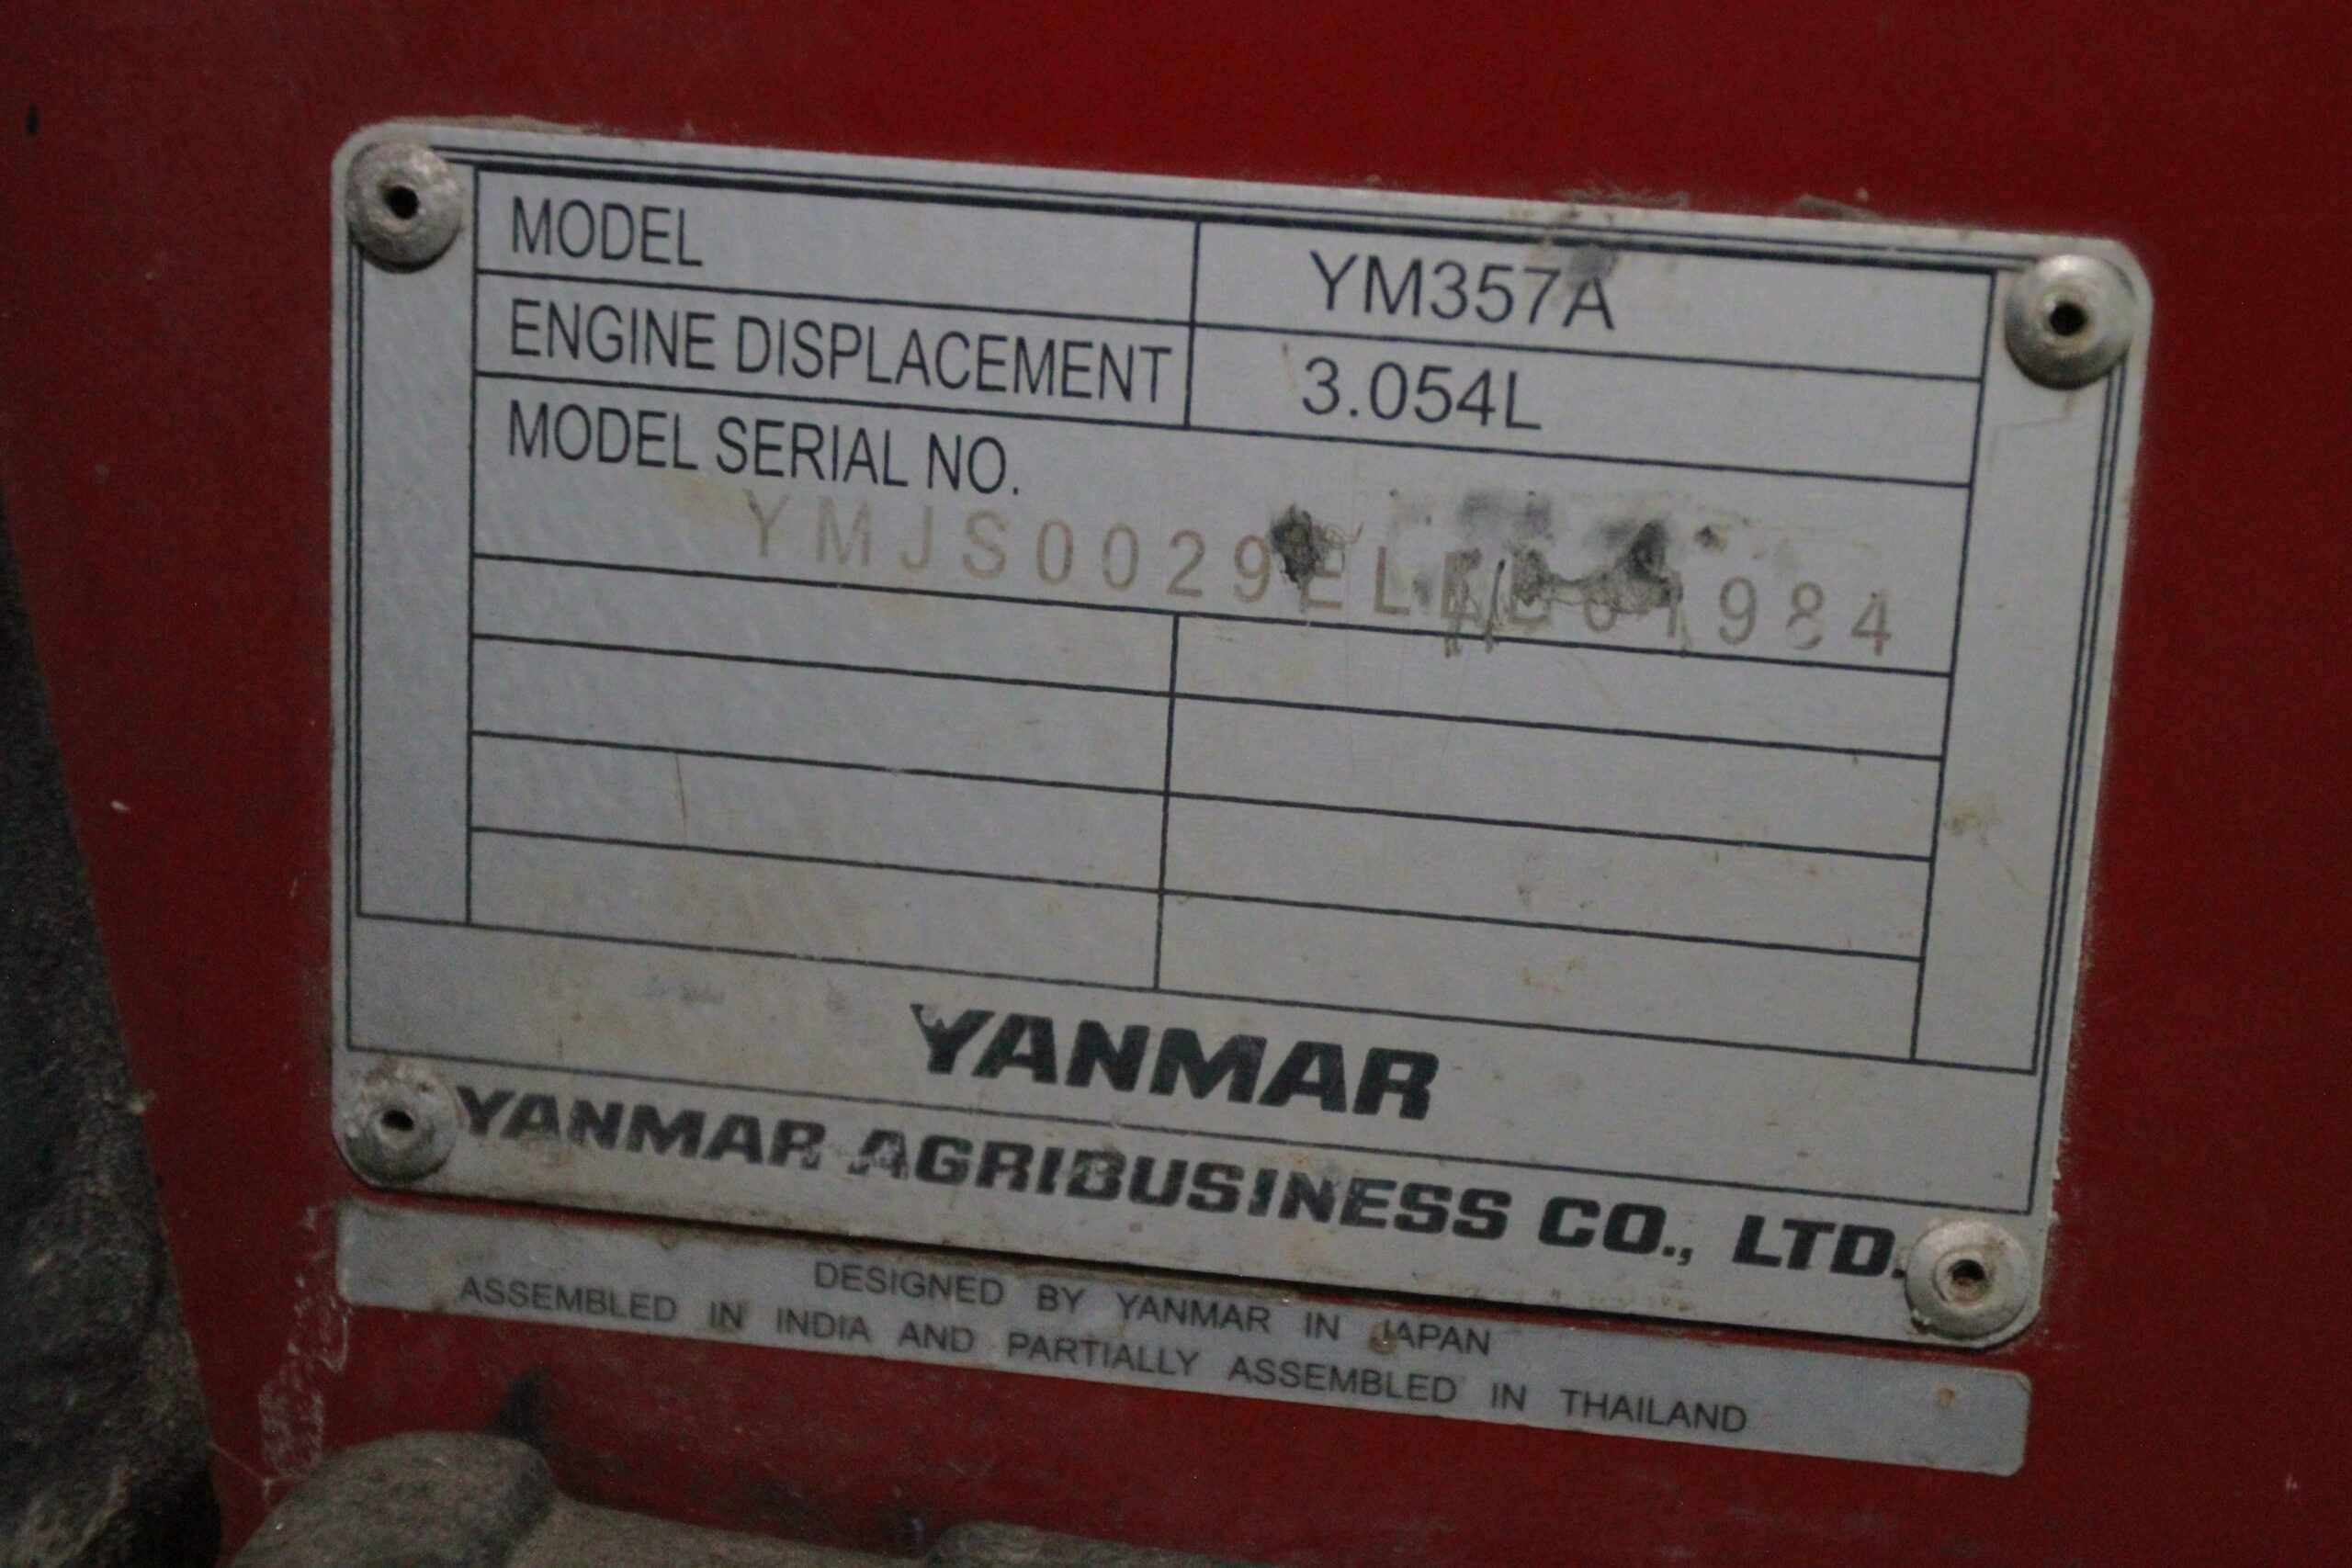 MODEL YM357A
ENGINE DISPLACEMENT 3.054L
MODEL SERIAL NO.
YANMAR
YANMAR AGRIBUSINESS CO., LTD.
DESIGNED BY YANMAR IN JAPAN
ASSEMBLED IN INDIA AND PARTIALLY ASSEMBLED IN THAILAND